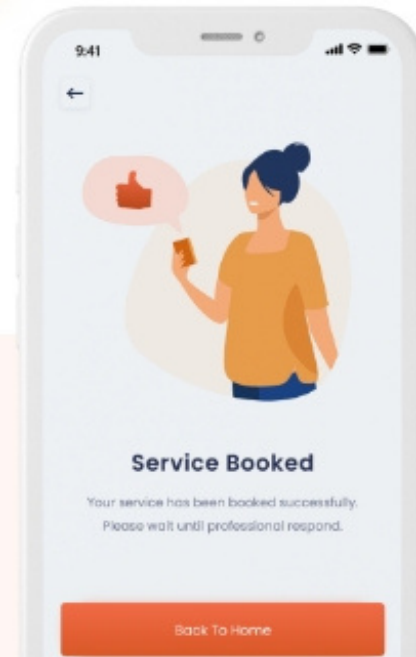 9:41
Service Booked
Your service has been booked successfully.
Please wait until professional respond.
Back To Home